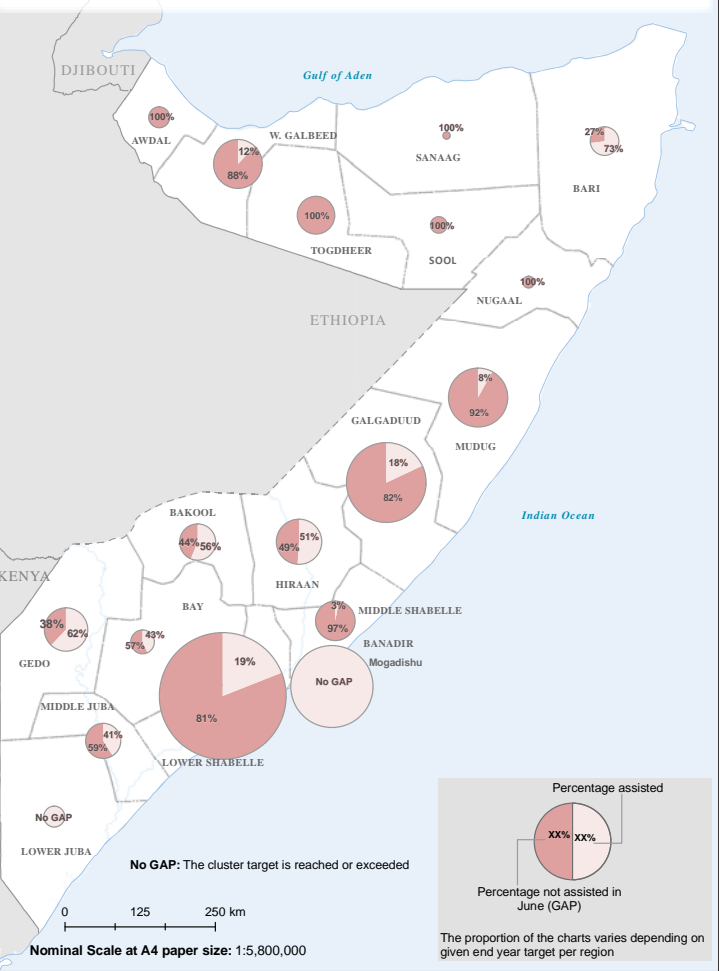 DJIBOUTI
Gulf of Aden
100%
AWDAL
W. GALBEED
12%
88%
100%
SANAAG
27%
73%
BARI
100%
TOGDHEER
100%
SOOL
100%
NUGAAL
ETHIOPIA
8%
92%
MUDUG
GALGADUUD
18%
82%
Indian Ocean
BAKOOL
44%
56%
51%
49%
HIRAAN
KENYA
BAY
43%
57%
3%
97%
MIDDLE SHABELLE
BANADIR
Mogadishu
No GAP
38%
62%
GEDO
19%
81%
LOWER SHABELLE
MIDDLE JUBA
41%
59%
No GAP
LOWER JUBA
No GAP: The cluster target is reached or exceeded
0 125 250 km
Nominal Scale at A4 paper size: 1:5,800,000
Percentage assisted
XX% XX%
Percentage not assisted in
June (GAP)
The proportion of the charts varies depending on
given end year target per region